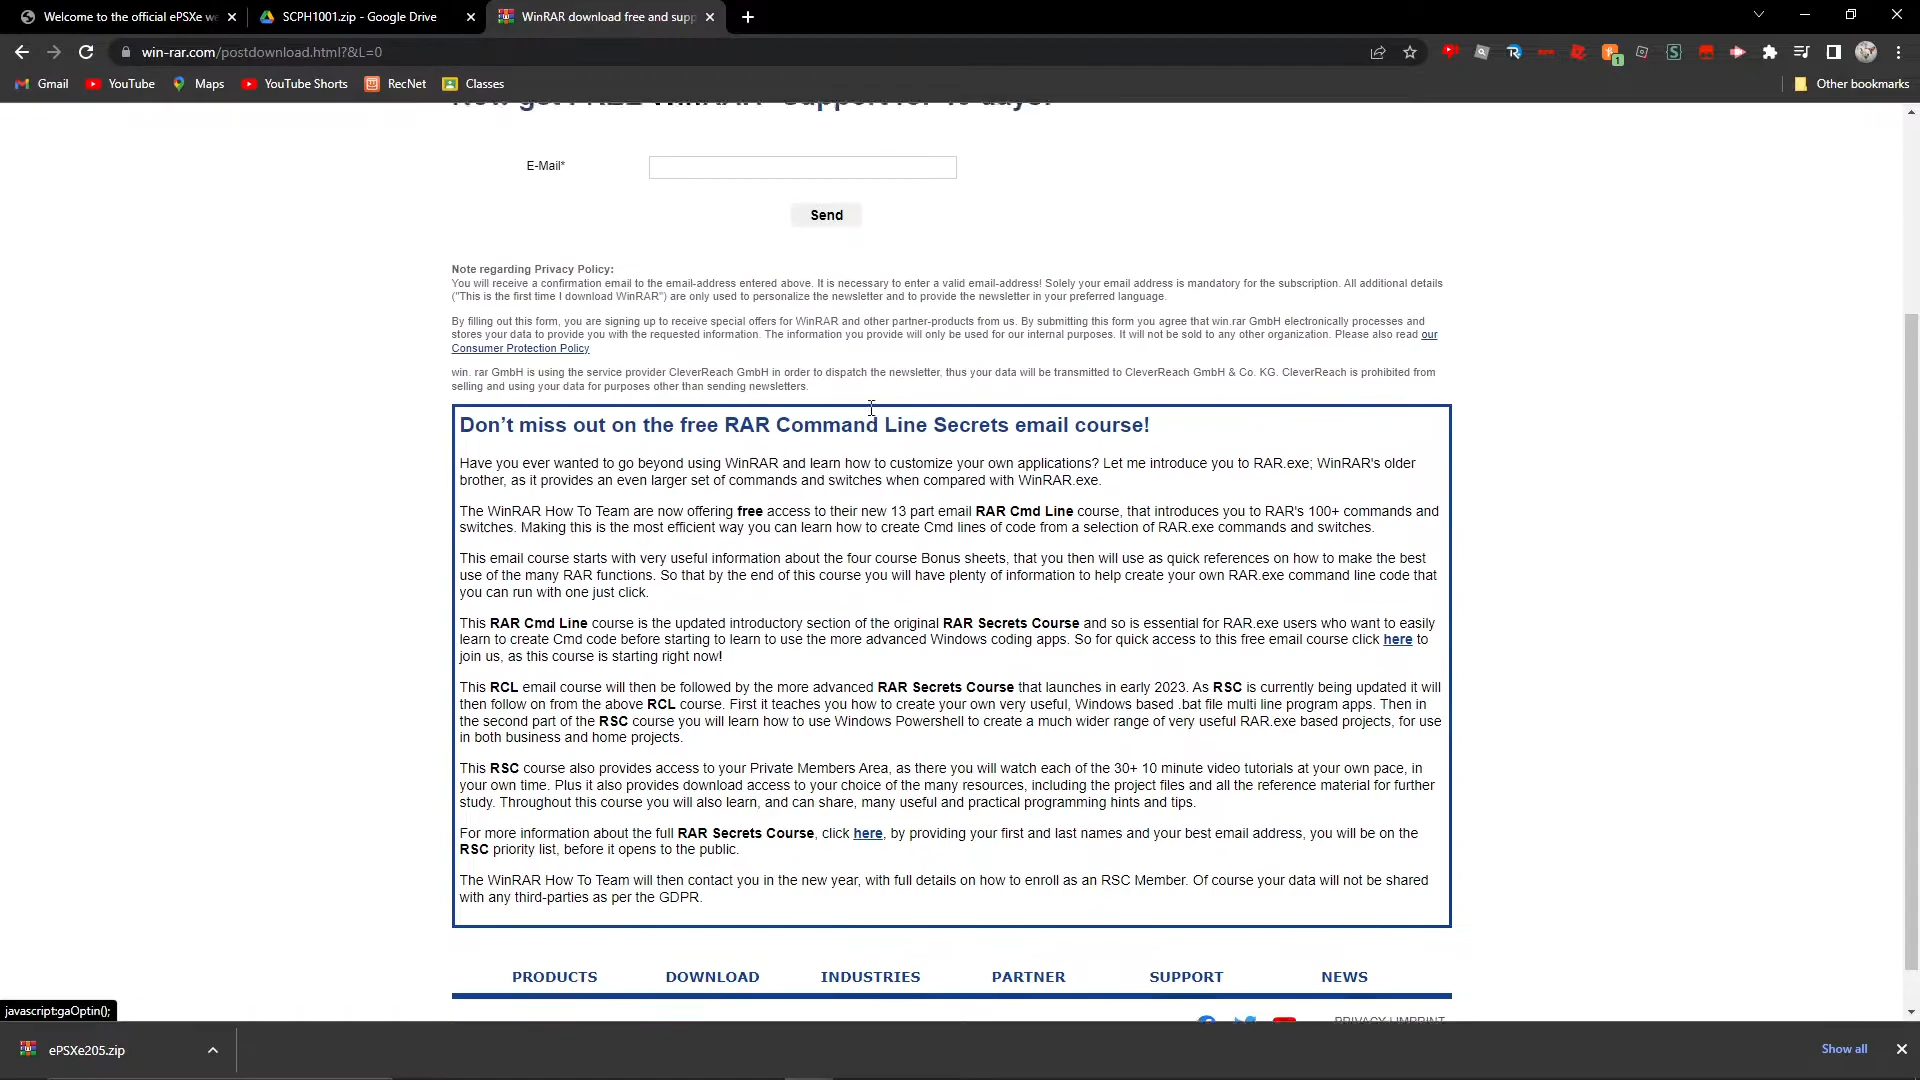 Welcome to the official ePSXe we
SCPH1001.zip - Google Drive
WinRAR download free and supp
win-rar.com/postdownload.html?&L=0
1
Gmail
YouTube
Maps
YouTube Shorts
RecNet
Classes
Other bookmarks
E-Mail*
Send
Note regarding Privacy Policy:
You will receive a confirmation email to the email-address entered above. It is necessary to enter a valid email-address! Solely your email address is mandatory for the subscription. All additional details
("This is the first time I download WinRAR") are only used to personalize the newsletter and to provide the newsletter in your preferred language.
By filling out this form, you are signing up to receive special offers for WinRAR and other partner-products from us. By submitting this form you agree that win.rar GmbH electronically processes and
stores your data to provide you with the requested information. The information you provide will only be used for our internal purposes. It will not be sold to any other organization. Please also read our
Consumer Protection Policy
win. rar GmbH is using the service provider CleverReach GmbH in order to dispatch the newsletter, thus your data will be transmitted to CleverReach GmbH & Co. KG. CleverReach is prohibited from
selling and using your data for purposes other than sending newsletters.
Don’t miss out on the free RAR Command Line Secrets email course!
Have you ever wanted to go beyond using WinRAR and learn how to customize your own applications? Let me introduce you to RAR.exe; WinRAR's older
brother, as it provides an even larger set of commands and switches when compared with WinRAR.exe.
The WinRAR How To Team are now offering free access to their new 13 part email RAR Cmd Line course, that introduces you to RAR's 100+ commands and
switches. Making this is the most efficient way you can learn how to create Cmd lines of code from a selection of RAR.exe commands and switches.
This email course starts with very useful information about the four course Bonus sheets, that you then will use as quick references on how to make the best
use of the many RAR functions. So that by the end of this course you will have plenty of information to help create your own RAR.exe command line code that
you can run with one just click.
This RAR Cmd Line course is the updated introductory section of the original RAR Secrets Course and so is essential for RAR.exe users who want to easily
learn to create Cmd code before starting to learn to use the more advanced Windows coding apps. So for quick access to this free email course click here to
join us, as this course is starting right now!
This RCL email course will then be followed by the more advanced RAR Secrets Course that launches in early 2023. As RSC is currently being updated it will
then follow on from the above RCL course. First it teaches you how to create your own very useful, Windows based .bat file multi line program apps. Then in
the second part of the RSC course you will learn how to use Windows Powershell to create a much wider range of very useful RAR.exe based projects, for use
in both business and home projects.
This RSC course also provides access to your Private Members Area, as there you will watch each of the 30+ 10 minute video tutorials at your own pace, in
your own time. Plus it also provides download access to your choice of the many resources, including the project files and all the reference material for further
study. Throughout this course you will also learn, and can share, many useful and practical programming hints and tips.
For more information about the full RAR Secrets Course, click here, by providing your first and last names and your best email address, you will be on the
RSC priority list, before it opens to the public.
The WinRAR How To Team will then contact you in the new year, with full details on how to enroll as an RSC Member. Of course your data will not be shared
with any third-parties as per the GDPR.
PRODUCTS
DOWNLOAD
INDUSTRIES
PARTNER
SUPPORT
NEWS
javascript:gaOptin();
ePSXe205.zip
Show all